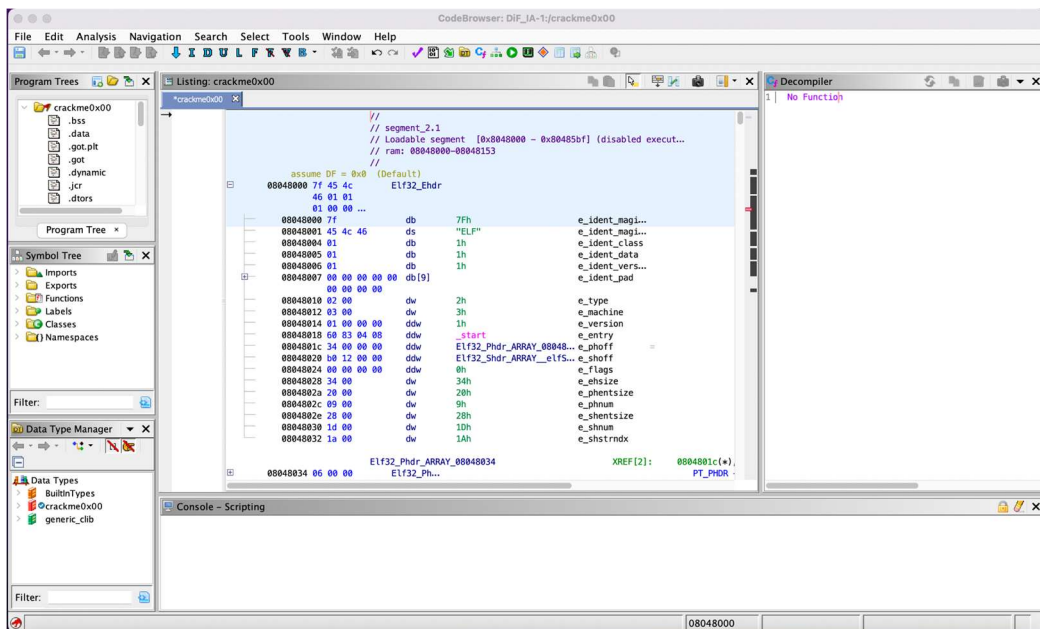 CodeBrowser: DiF_IA-1:/crackme0x00
File Edit Analysis Navigation Search Select Tools Window Help
I D U L F R V B
Program Trees
crackme0x00
.bss
.data
.got.plt
.got
.dynamic
.jcr
.dtors
Program Tree ×
Symbol Tree
Imports
Exports
Functions
Labels
Classes
Namespaces
Filter:
Data Type Manager
Data Types
BuiltInTypes
crackme0x00
generic_clib
Filter:
Listing: crackme0x00
*crackme0x00
//
// segment_2.1
// Loadable segment [0x8048000 - 0x80485bf] (disabled execut...
// ram: 08048000-08048153
//
assume DF = 0x0 (Default)
08048000 7f 45 4c Elf32_Ehdr
46 01 01
01 00 00 ...
08048000 7f db 7Fh e_ident_magi...
08048001 45 4c 46 ds "ELF" e_ident_magi...
08048004 01 db 1h e_ident_class
08048005 01 db 1h e_ident_data
08048006 01 db 1h e_ident_vers...
08048007 00 00 00 00 00 db[9] e_ident_pad
00 00 00 00
08048010 02 00 dw 2h e_type
08048012 03 00 dw 3h e_machine
08048014 01 00 00 00 ddw 1h e_version
08048018 60 83 04 08 ddw _start e_entry
0804801c 34 00 00 00 ddw Elf32_Phdr_ARRAY_08048... e_phoff
08048020 b0 12 00 00 ddw Elf32_Shdr_ARRAY__elfS... e_shoff
08048024 00 00 00 00 ddw 0h e_flags
08048028 34 00 dw 34h e_ehsize
0804802a 20 00 dw 20h e_phentsize
0804802c 09 00 dw 9h e_phnum
0804802e 28 00 dw 28h e_shentsize
08048030 1d 00 dw 1Dh e_shnum
08048032 1a 00 dw 1Ah e_shstrndx
Elf32_Phdr_ARRAY_08048034 XREF[2]: 0804801c(*),
08048034 06 00 00 Elf32_Ph... PT_PHDR -
Decompiler
1 No Function
Console - Scripting
08048000